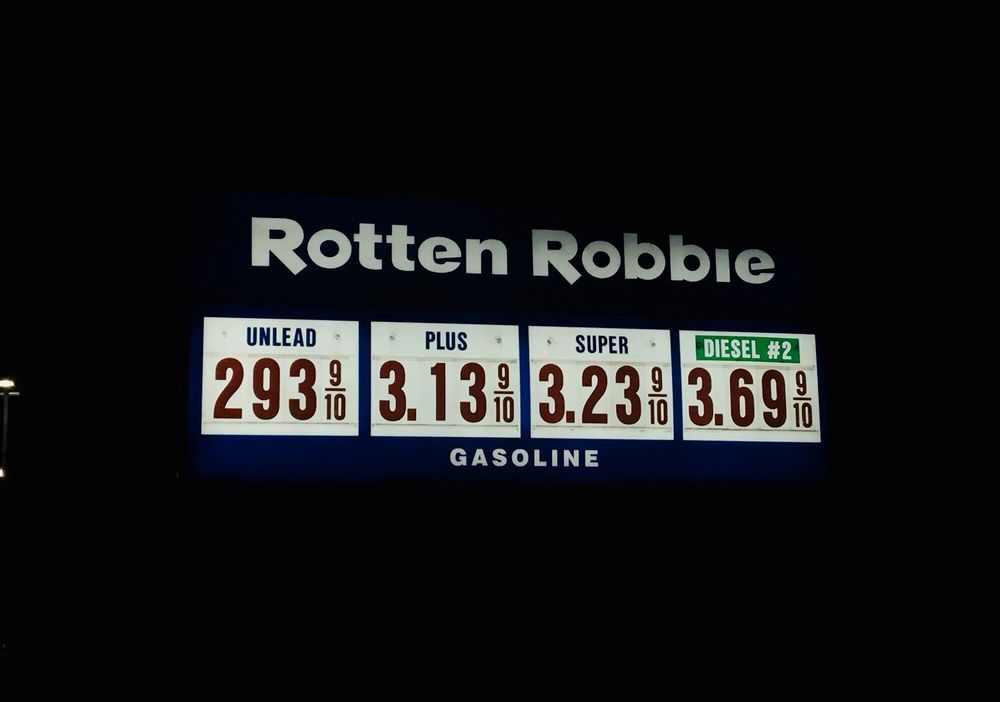 Rotten Robbie
UNLEAD PLUS SUPER DIESEL #2
293 9/10 3.13 9/10 3.23 9/10 3.69 9/10
GASOLINE